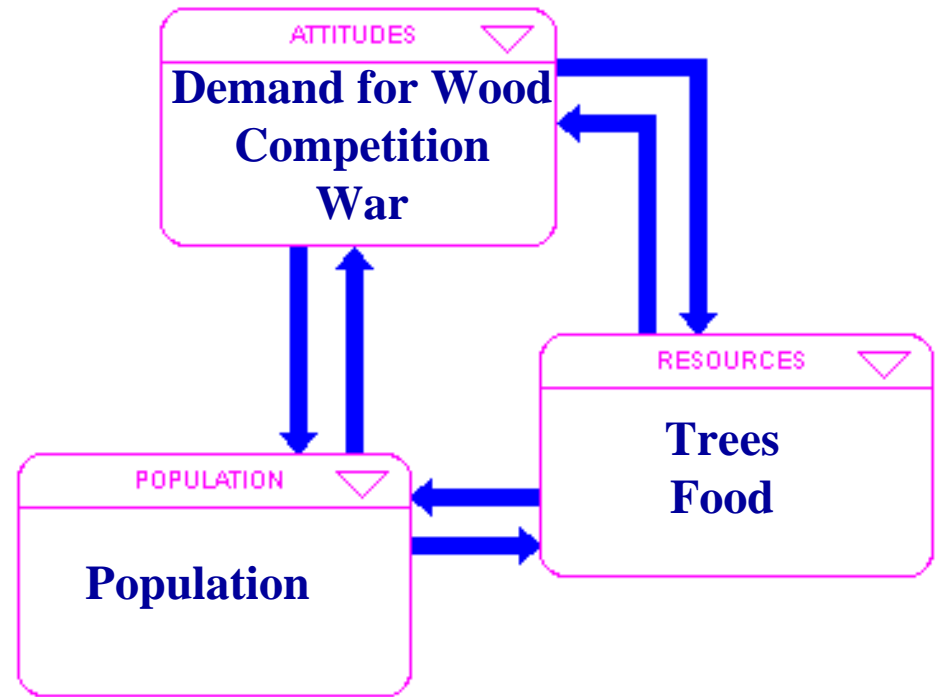 ATTITUDES
Demand for Wood
Competition
War
RESOURCES
Trees
Food
POPULATION
Population